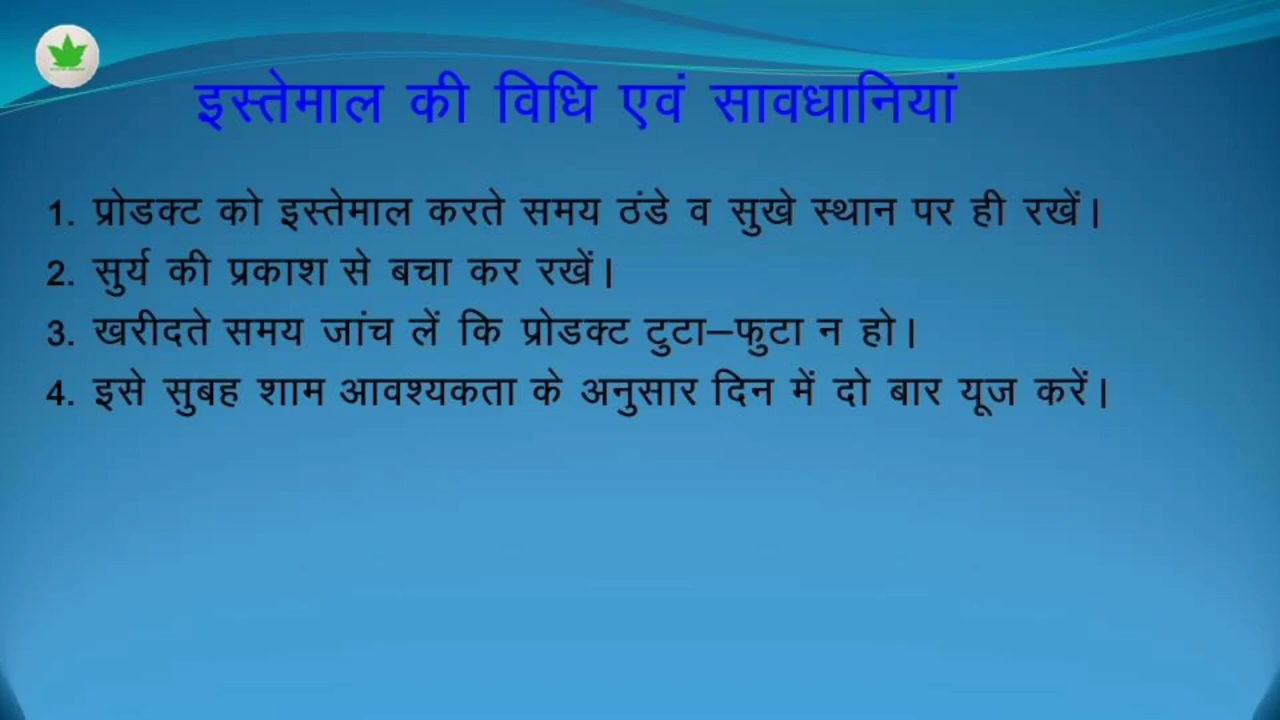 इस्तेमाल की विधि एवं सावधानियां
1. प्रोडक्ट को इस्तेमाल करते समय ठंडे व सुखे स्थान पर ही रखें।
2. सुर्य की प्रकाश से बचा कर रखें।
3. खरीदते समय जांच लें कि प्रोडक्ट टुटा–फुटा न हो।
4. इसे सुबह शाम आवश्यकता के अनुसार दिन में दो बार यूज करें।